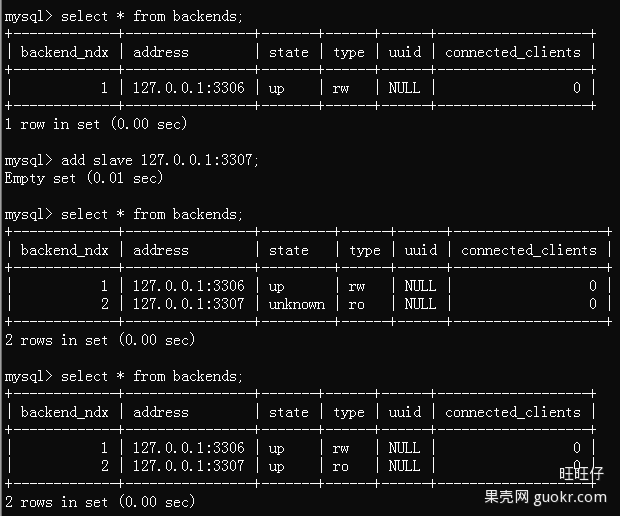 mysql> select * from backends;
+-------------+----------------+-------+------+------+-------------------+
| backend_ndx | address        | state | type | uuid | connected_clients |
+-------------+----------------+-------+------+------+-------------------+
|           1 | 127.0.0.1:3306 | up    | rw   | NULL |                 0 |
+-------------+----------------+-------+------+------+-------------------+
1 row in set (0.00 sec)
mysql> add slave 127.0.0.1:3307;
Empty set (0.01 sec)
mysql> select * from backends;
+-------------+----------------+---------+------+------+-------------------+
| backend_ndx | address        | state   | type | uuid | connected_clients |
+-------------+----------------+---------+------+------+-------------------+
|           1 | 127.0.0.1:3306 | up      | rw   | NULL |                 0 |
|           2 | 127.0.0.1:3307 | unknown | ro   | NULL |                 0 |
+-------------+----------------+---------+------+------+-------------------+
2 rows in set (0.00 sec)
mysql> select * from backends;
+-------------+----------------+-------+------+------+-------------------+
| backend_ndx | address        | state | type | uuid | connected_clients |
+-------------+----------------+-------+------+------+-------------------+
|           1 | 127.0.0.1:3306 | up    | rw   | NULL |                 0 |
|           2 | 127.0.0.1:3307 | up    | ro   | NULL |                 0 |
+-------------+----------------+-------+------+------+-------------------+
2 rows in set (0.00 sec)
旺旺仔
果壳网 guokr.com